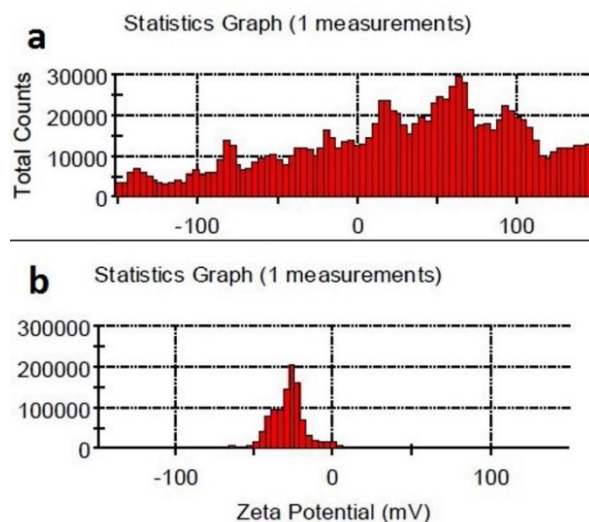 a
Statistics Graph (1 measurements)
Total Counts
30000
20000
10000
0
-100 0 100
b
Statistics Graph (1 measurements)
300000
200000
100000
0
-100 0 100
Zeta Potential (mV)